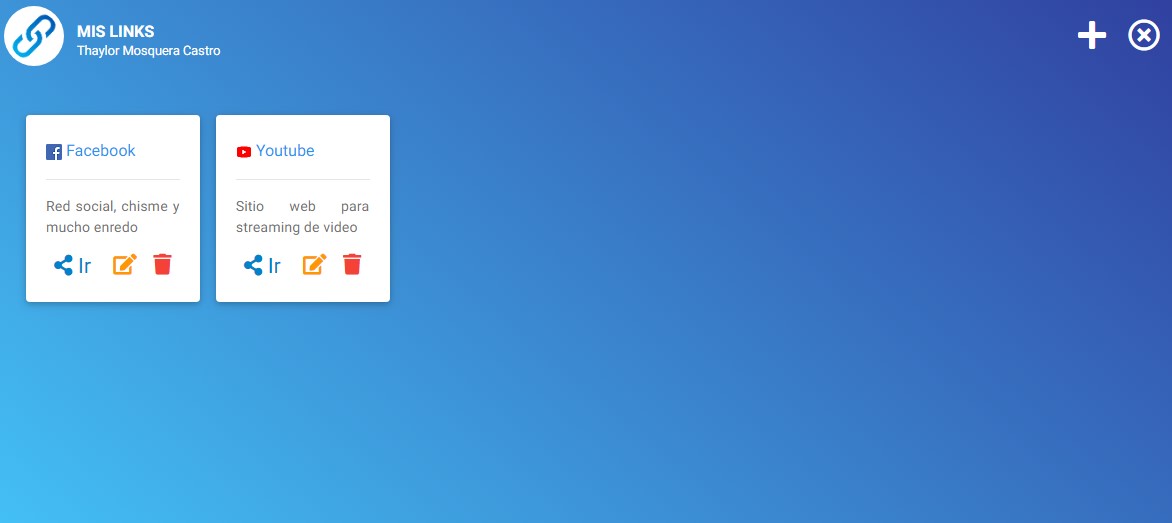 MIS LINKS
Thaylor Mosquera Castro
Facebook
Red social, chisme y
mucho enredo
Ir
Youtube
Sitio web para
streaming de video
Ir